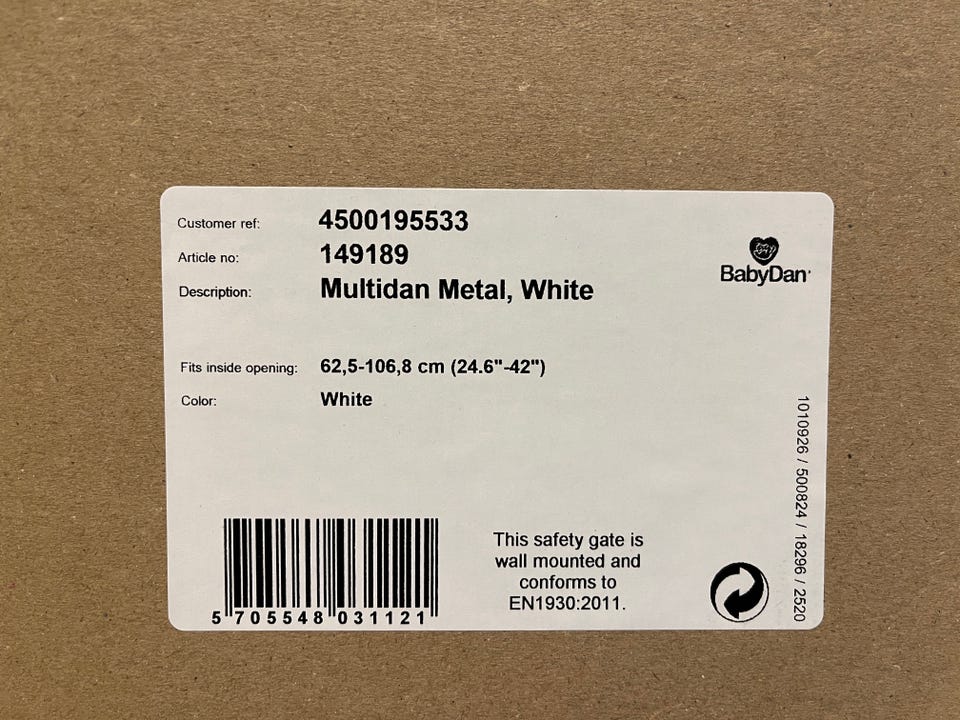 Customer ref: 4500195533
Article no: 149189
Description: Multidan Metal, White
BabyDan
Fits inside opening: 62,5-106,8 cm (24.6"-42")
Color: White
1010926 / 500824 / 18296 / 2520
5 705548 031121
This safety gate is
wall mounted and
conforms to
EN1930:2011.